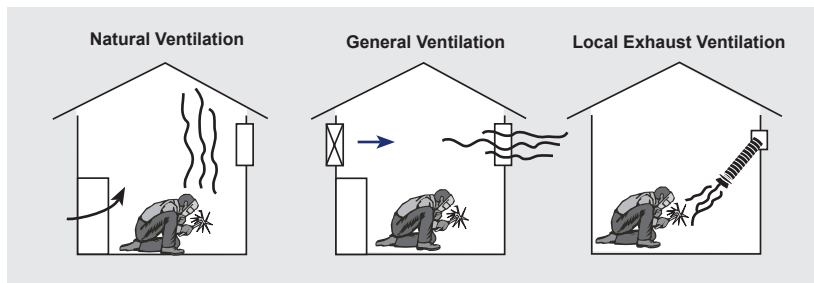 Natural Ventilation
General Ventilation
Local Exhaust Ventilation